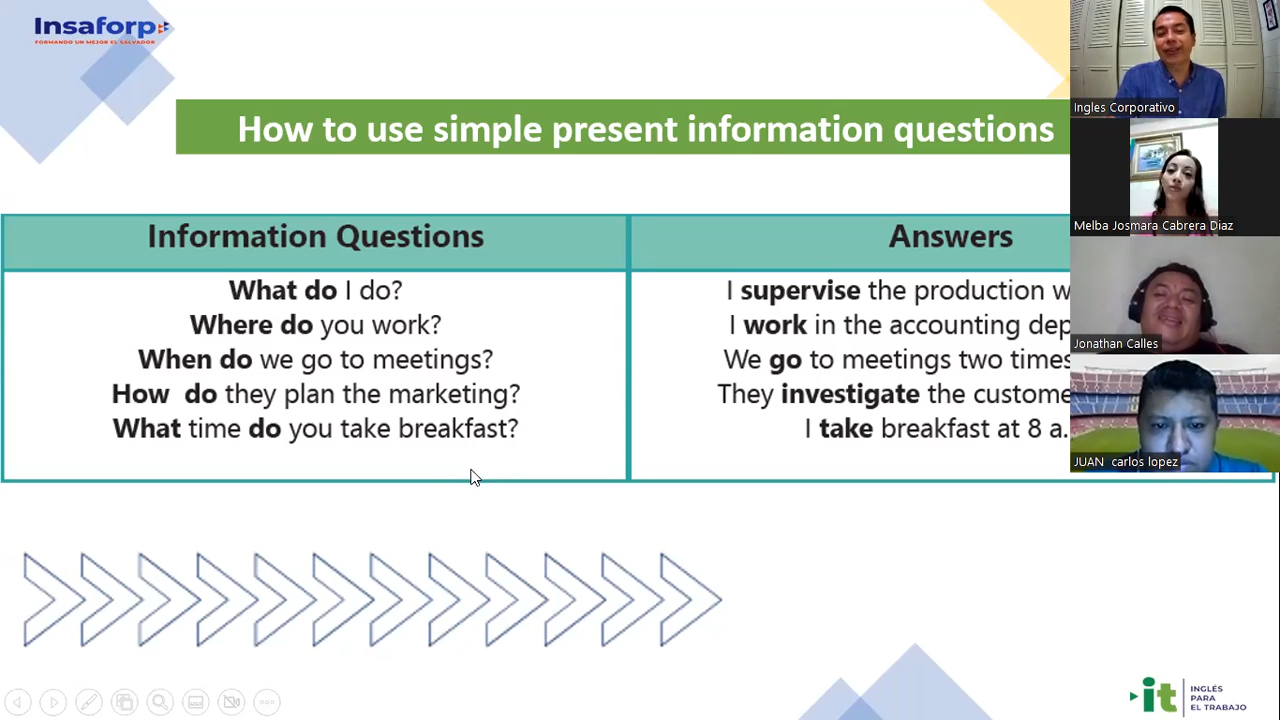 Insaforp
FORMANDO UN MEJOR EL SALVADOR
How to use simple present information questions
Information Questions
What do I do?
Where do you work?
When do we go to meetings?
How do they plan the marketing?
What time do you take breakfast?
Answers
I supervise the production
I work in the accounting
We go to meetings two times
They investigate the
I take breakfast at 8
Ingles Corporativo
Melba Josmara Cabrera Diaz
Jonathan Calles
JUAN carlos lopez
it
INGLÉS
PARA
EL TRABAJO